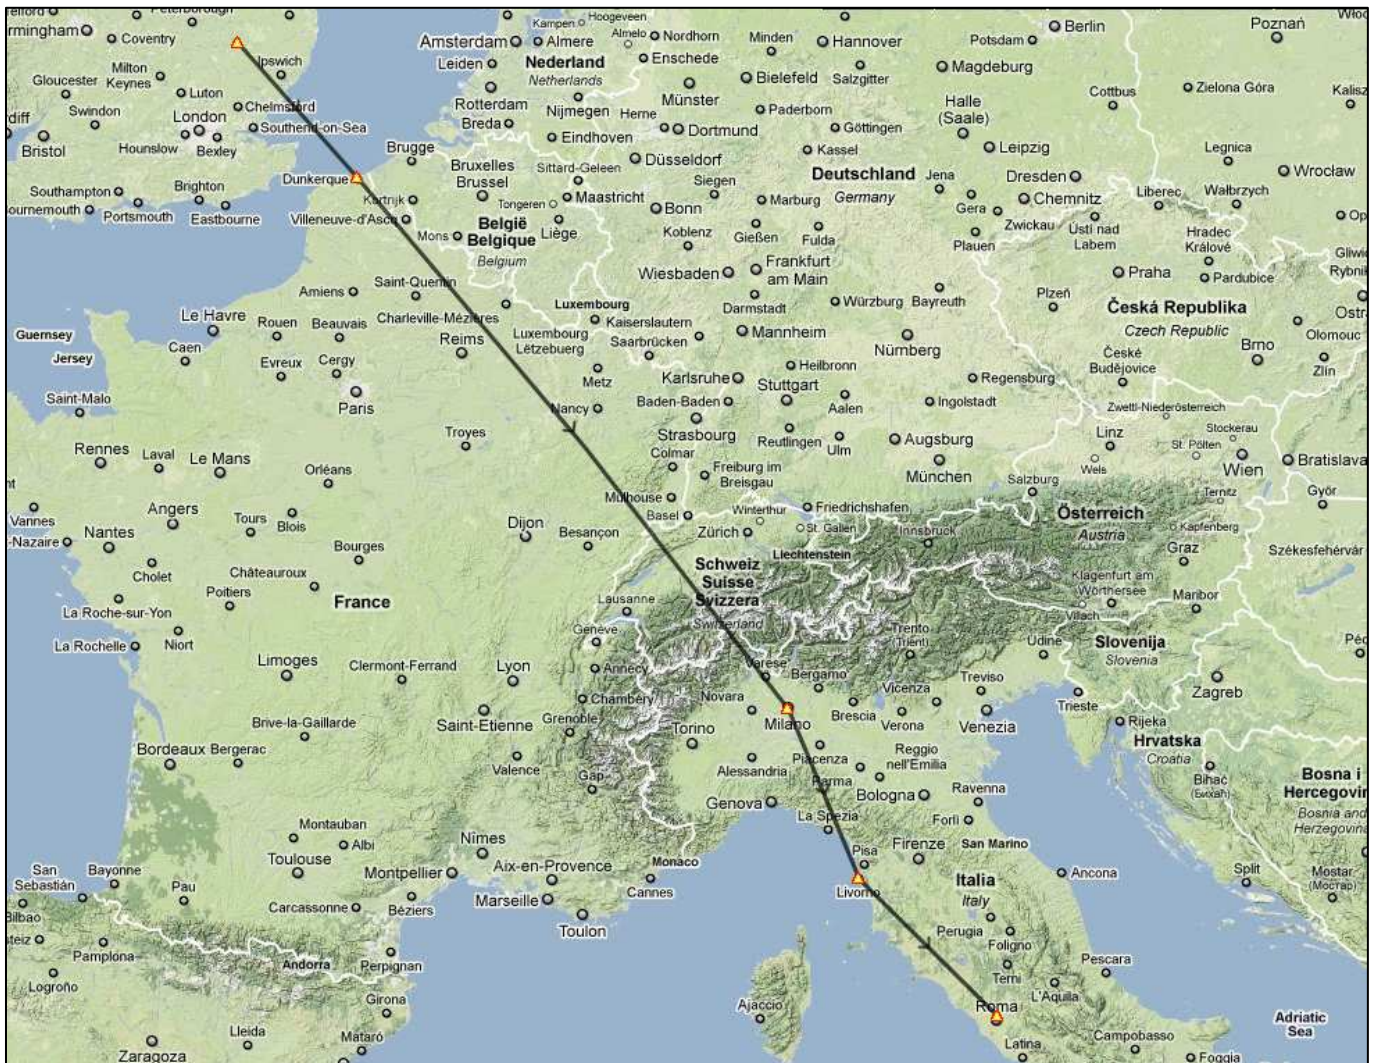 Peterborough
Hoogeveen
Kampen
Berlin
Poznań
Coventry
Amsterdam
Almere
Almelo
Nordhorn
Minden
Hannover
Potsdam
Ipswich
Leiden
Nederland
Netherlands
Enschede
Gloucester
Milton
Keynes
Bielefeld
Salzgitter
Magdeburg
Luton
Rotterdam
Münster
Cottbus
Zielona Góra
Kalisz
Swindon
Chelmsford
Nijmegen
Herne
Paderborn
Halle
(Saale)
London
Breda
Southend-on-Sea
Eindhoven
Dortmund
Göttingen
Bristol
Hounslow
Bexley
Brugge
Kassel
Leipzig
Legnica
Düsseldorf
Bruxelles
Brussel
Sittard-Geleen
Wrocław
Dunkerque
Deutschland
Germany
Jena
Dresden
Southampton
Brighton
Siegen
Liberec
Wałbrzych
Kortrijk
Tongeren
Maastricht
Marburg
Chemnitz
Portsmouth
Eastbourne
Bonn
Gera
Villeneuve-d'Ascq
België
Belgique
Belgium
Liège
Zwickau
Ústí nad
Labem
Mons
Koblenz
Gießen
Fulda
Plauen
Hradec
Králové
Wiesbaden
Frankfurt
am Main
Praha
Pardubice
Amiens
Saint-Quentin
Darmstadt
Würzburg
Bayreuth
Plzeň
Luxembourg
Česká Republika
Czech Republic
Le Havre
Rouen
Beauvais
Charleville-Mézières
Kaiserslautern
Mannheim
Guernsey
Olomouc
Caen
Reims
Luxembourg
Lëtzebuerg
Saarbrücken
Nürnberg
Brno
Jersey
Evreux
Cergy
Heilbronn
České
Budějovice
Zlín
Metz
Karlsruhe
Stuttgart
Regensburg
Saint-Malo
Paris
Nancy
Baden-Baden
Aalen
Ingolstadt
Zwettl-Niederösterreich
Troyes
Strasbourg
Reutlingen
Ulm
Augsburg
Linz
Stockerau
St. Pölten
Rennes
Laval
Le Mans
Colmar
Wels
Wien
Bratislava
Orléans
Freiburg im
Breisgau
München
Salzburg
Ternitz
Győr
Mulhouse
Vannes
Angers
Tours
Blois
Dijon
Besançon
Basel
Winterthur
Friedrichshafen
Österreich
Austria
Nantes
Zürich
St. Gallen
Innsbruck
Kapfenberg
Bourges
Liechtenstein
Graz
Székesfehérvár
Cholet
Châteauroux
Schweiz
Suisse
Svizzera
Switzerland
Klagenfurt am
Wörthersee
La Roche-sur-Yon
Poitiers
France
Lausanne
Maribor
Villach
La Rochelle
Niort
Genève
Trento
(Trient)
Udine
Slovenija
Slovenia
Limoges
Clermont-Ferrand
Lyon
Annecy
Varese
Bergamo
Treviso
Zagreb
Chambéry
Novara
Vicenza
Trieste
Brive-la-Gaillarde
Saint-Etienne
Grenoble
Torino
Milano
Brescia
Verona
Venezia
Rijeka
Hrvatska
Croatia
Bordeaux
Bergerac
Valence
Gap
Alessandria
Piacenza
Reggio
nell'Emilia
Bihać
(Бихаћ)
Parma
Genova
Bologna
Ravenna
La Spezia
Forlì
Montauban
Albi
Nîmes
Pisa
Firenze
San Marino
Toulouse
Monaco
San
Sebastián
Bayonne
Pau
Montpellier
Aix-en-Provence
Cannes
Livorno
Italia
Italy
Ancona
Split
Mostar
(Мостар)
Carcassonne
Béziers
Marseille
Bilbao
Toulon
Perugia
Foligno
Pamplona
Andorra
Perpignan
Terni
Pescara
Logroño
Girona
Ajaccio
Roma
L'Aquila
Adriatic
Sea
Lleida
Mataró
Latina
Campobasso
Zaragoza
Foggia